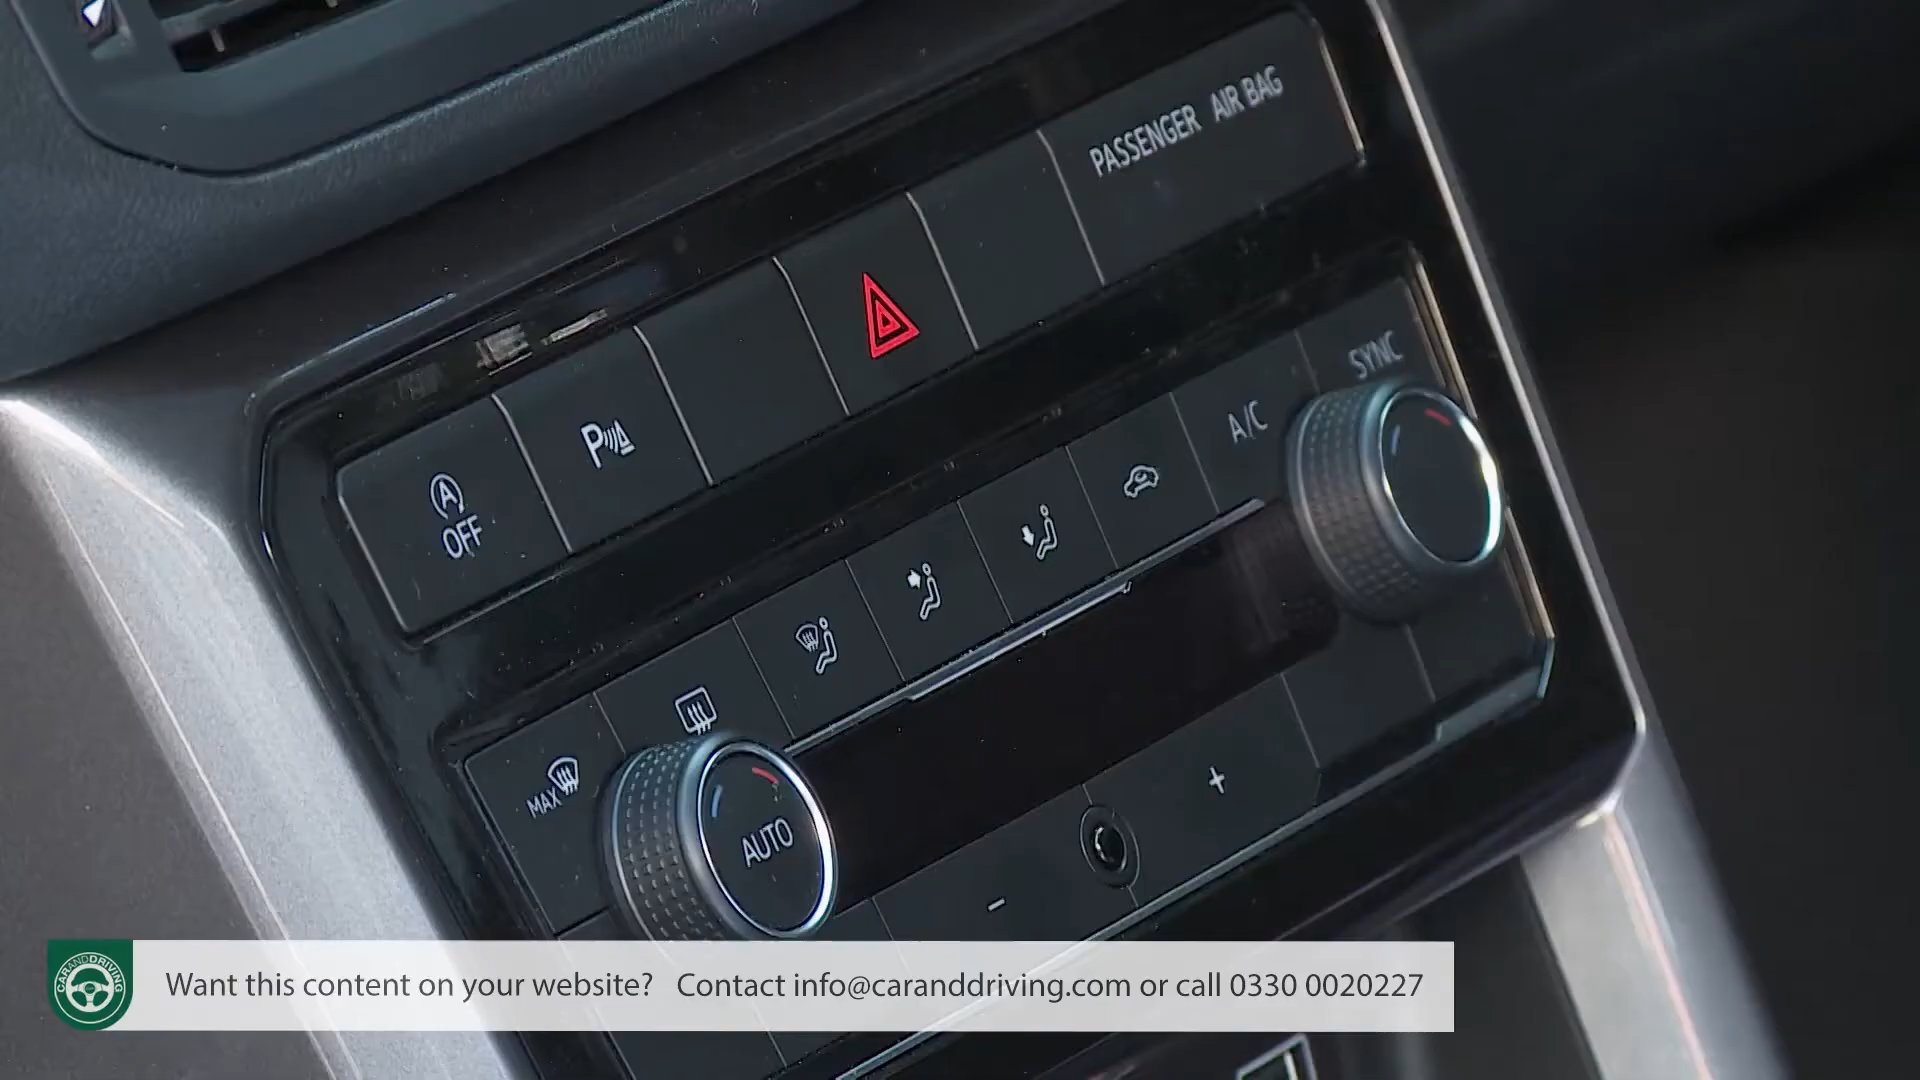 PASSENGER AIR BAG
SYNC
A/C
P
A
OFF
MAX
AUTO
+
-
CARANDDRIVING
Want this content on your website? Contact info@caranddriving.com or call 0330 0020227